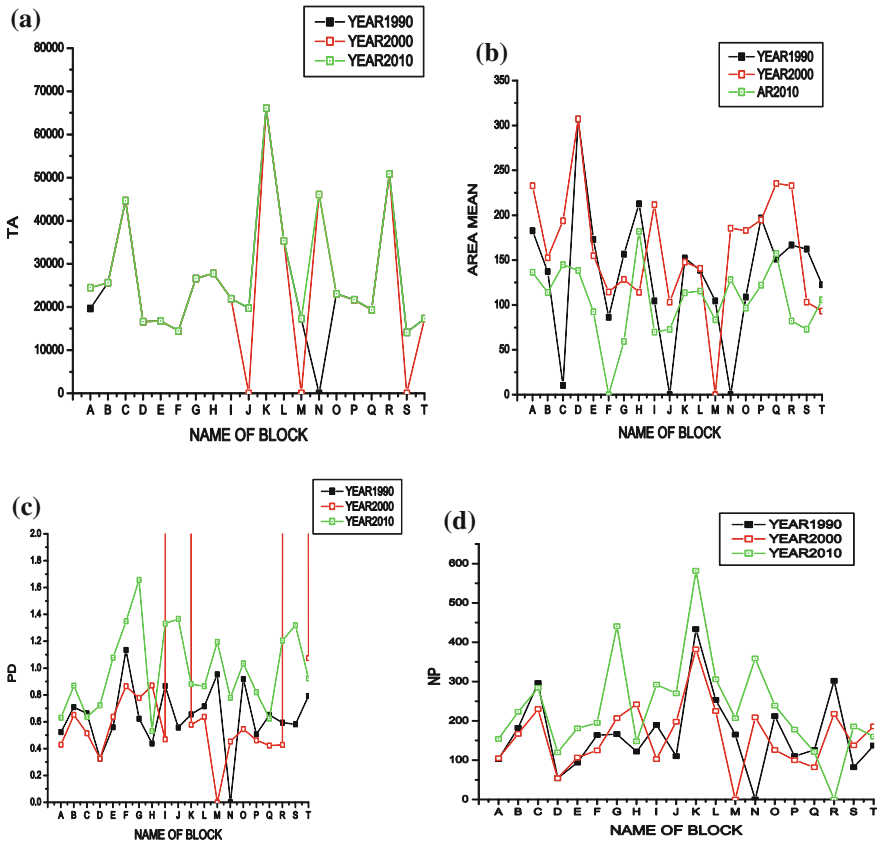 (a)
YEAR1990
YEAR2000
YEAR2010
80000
70000
60000
50000
40000
30000
20000
10000
0
TA
A B C D E F G H I J K L M N O P Q R S T
NAME OF BLOCK
(b)
YEAR1990
YEAR2000
AR2010
350
300
250
200
150
100
50
0
AREA MEAN
A B C D E F G H I J K L M N O P Q R S T
NAME OF BLOCK
(c)
YEAR1990
YEAR2000
YEAR2010
2.0
1.8
1.6
1.4
1.2
1.0
0.8
0.6
0.4
0.2
0.0
PD
A B C D E F G H I J K L M N O P Q R S T
NAME OF BLOCK
(d)
YEAR1990
YEAR2000
YEAR2010
600
500
400
300
200
100
0
NP
A B C D E F G H I J K L M N O P Q R S T
NAME OF BLOCK